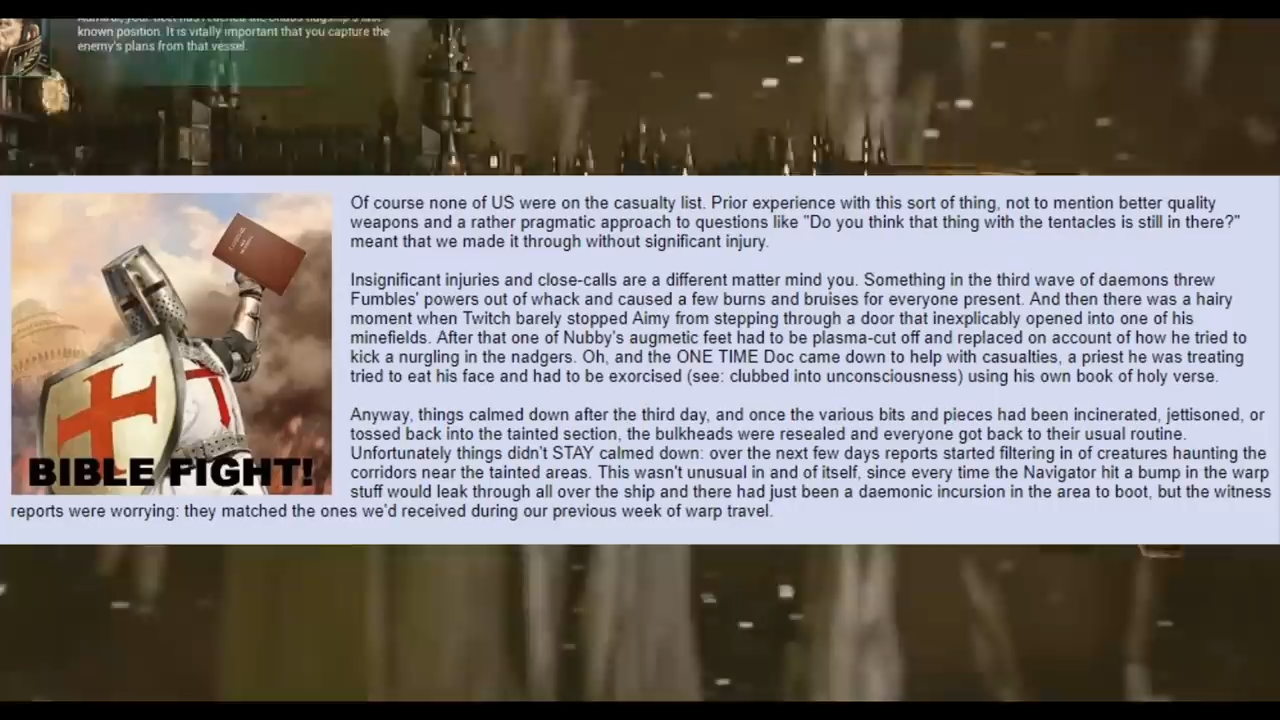 known position. It is vitally important that you capture the
enemy's plans from that vessel.
Of course none of US were on the casualty list. Prior experience with this sort of thing, not to mention better quality
weapons and a rather pragmatic approach to questions like "Do you think that thing with the tentacles is still in there?"
meant that we made it through without significant injury.
Insignificant injuries and close-calls are a different matter mind you. Something in the third wave of daemons threw
Fumbles' powers out of whack and caused a few burns and bruises for everyone present. And then there was a hairy
moment when Twitch barely stopped Aimy from stepping through a door that inexplicably opened into one of his
minefields. After that one of Nubby's augmetic feet had to be plasma-cut off and replaced on account of how he tried to
kick a nurgling in the nadgers. Oh, and the ONE TIME Doc came down to help with casualties, a priest he was treating
tried to eat his face and had to be exorcised (see: clubbed into unconsciousness) using his own book of holy verse.
Anyway, things calmed down after the third day, and once the various bits and pieces had been incinerated, jettisoned, or
tossed back into the tainted section, the bulkheads were resealed and everyone got back to their usual routine.
Unfortunately things didn't STAY calmed down: over the next few days reports started filtering in of creatures haunting the
corridors near the tainted areas. This wasn't unusual in and of itself, since every time the Navigator hit a bump in the warp
stuff would leak through all over the ship and there had just been a daemonic incursion in the area to boot, but the witness
reports were worrying: they matched the ones we'd received during our previous week of warp travel.
BIBLE FIGHT!